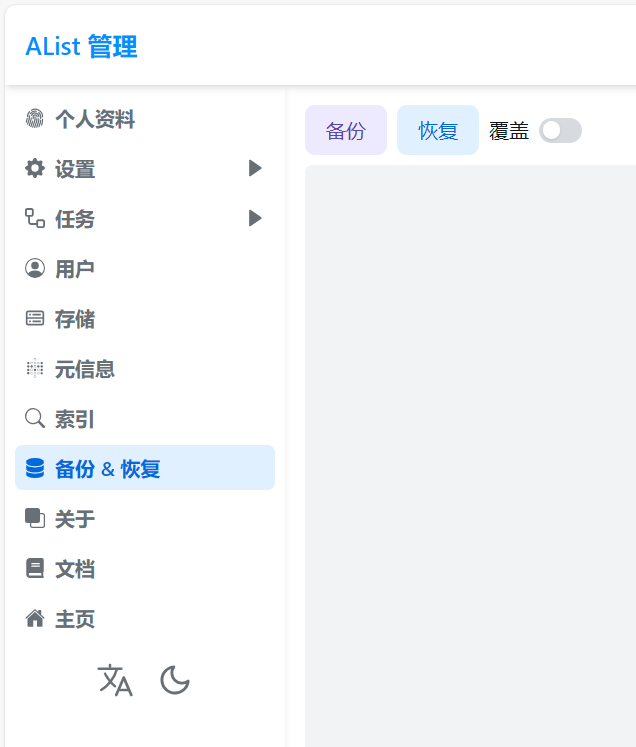 AList 管理
个人资料
设置
任务
用户
存储
元信息
索引
备份 & 恢复
关于
文档
主页
备份 恢复 覆盖